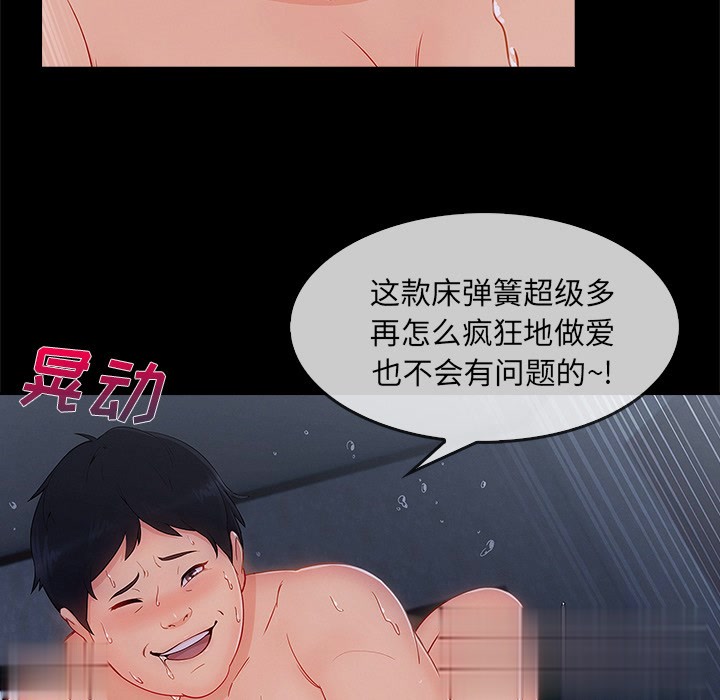 这款床弹簧超级多
再怎么疯狂地做爱
也不会有问题的~!
晃动